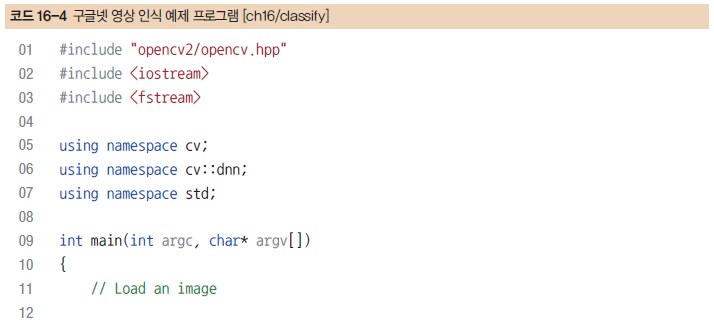 코드 16-4 구글넷 영상 인식 예제 프로그램 [ch16/classify]
01 #include "opencv2/opencv.hpp"
02 #include <iostream>
03 #include <fstream>
04
05 using namespace cv;
06 using namespace cv::dnn;
07 using namespace std;
08
09 int main(int argc, char* argv[])
10 {
11     // Load an image
12